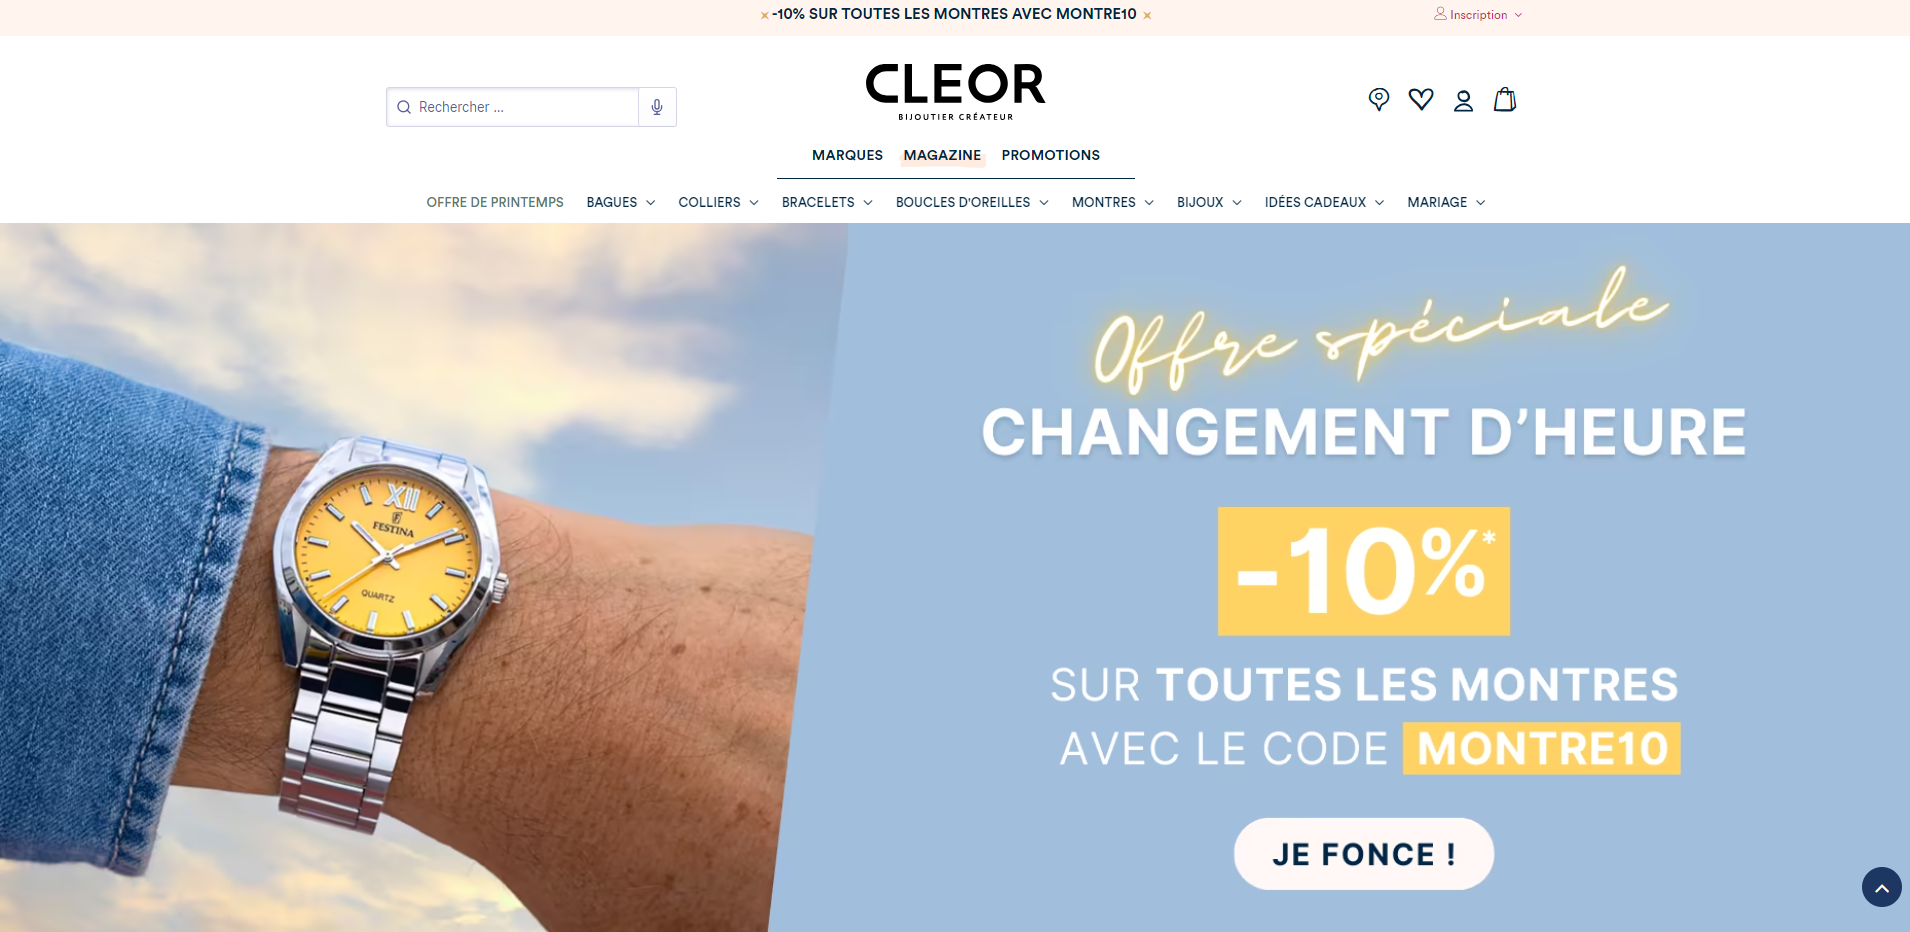 -10% SUR TOUTES LES MONTRES AVEC MONTRE10
Inscription
Rechercher ...
CLEOR
BIJOUTIER CRÉATEUR
MARQUES MAGAZINE PROMOTIONS
OFFRE DE PRINTEMPS BAGUES COLLIERS BRACELETS BOUCLES D'OREILLES MONTRES BIJOUX IDÉES CADEAUX MARIAGE
Offre spéciale
CHANGEMENT D’HEURE
-10%*
SUR TOUTES LES MONTRES
AVEC LE CODE MONTRE10
JE FONCE !
XII
FESTINA
QUARTZ